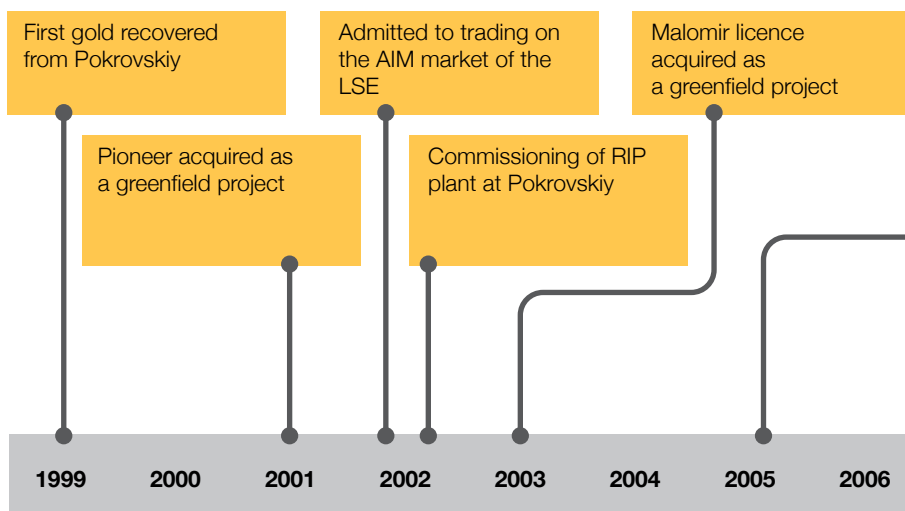 First gold recovered
from Pokrovskiy
Admitted to trading on
the AIM market of the
LSE
Malomir licence
acquired as
a greenfield project
Pioneer acquired as
a greenfield project
Commissioning of RIP
plant at Pokrovskiy
1999 2000 2001 2002 2003 2004 2005 2006